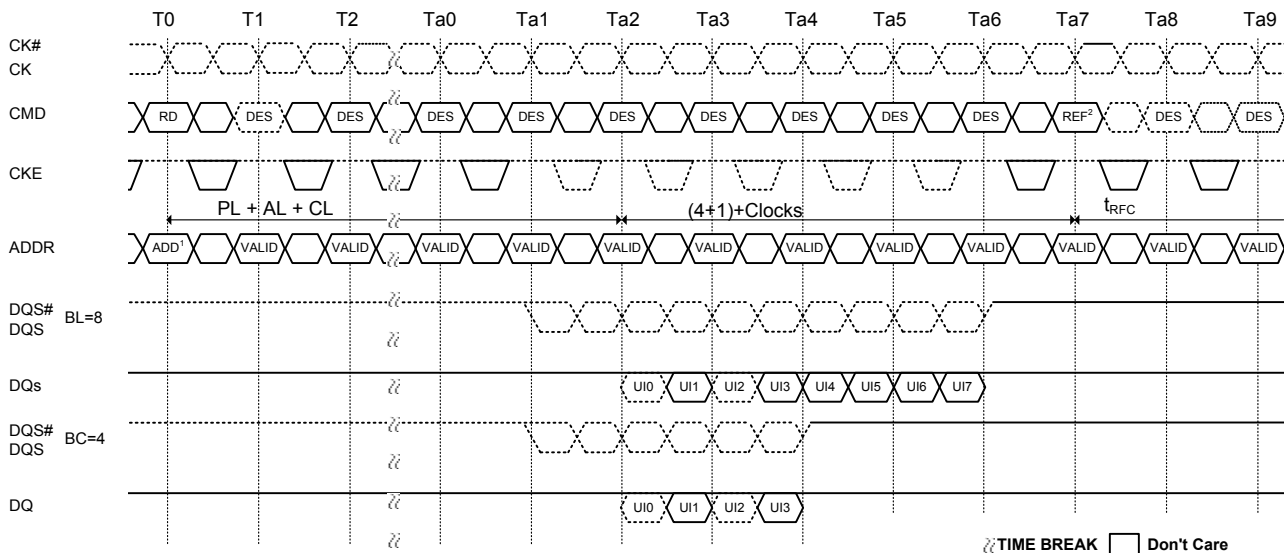 T0 T1 T2 Ta0 Ta1 Ta2 Ta3 Ta4 Ta5 Ta6 Ta7 Ta8 Ta9
CK#
CK
CMD RD DES DES DES DES DES DES DES DES DES REF² DES DES
CKE
PL + AL + CL (4+1)+Clocks tRFC
ADDR ADD¹ VALID VALID VALID VALID VALID VALID VALID VALID VALID VALID VALID VALID
DQS# BL=8
DQS
DQs UI0 UI1 UI2 UI3 UI4 UI5 UI6 UI7
DQS# BC=4
DQS
DQ UI0 UI1 UI2 UI3
TIME BREAK Don't Care